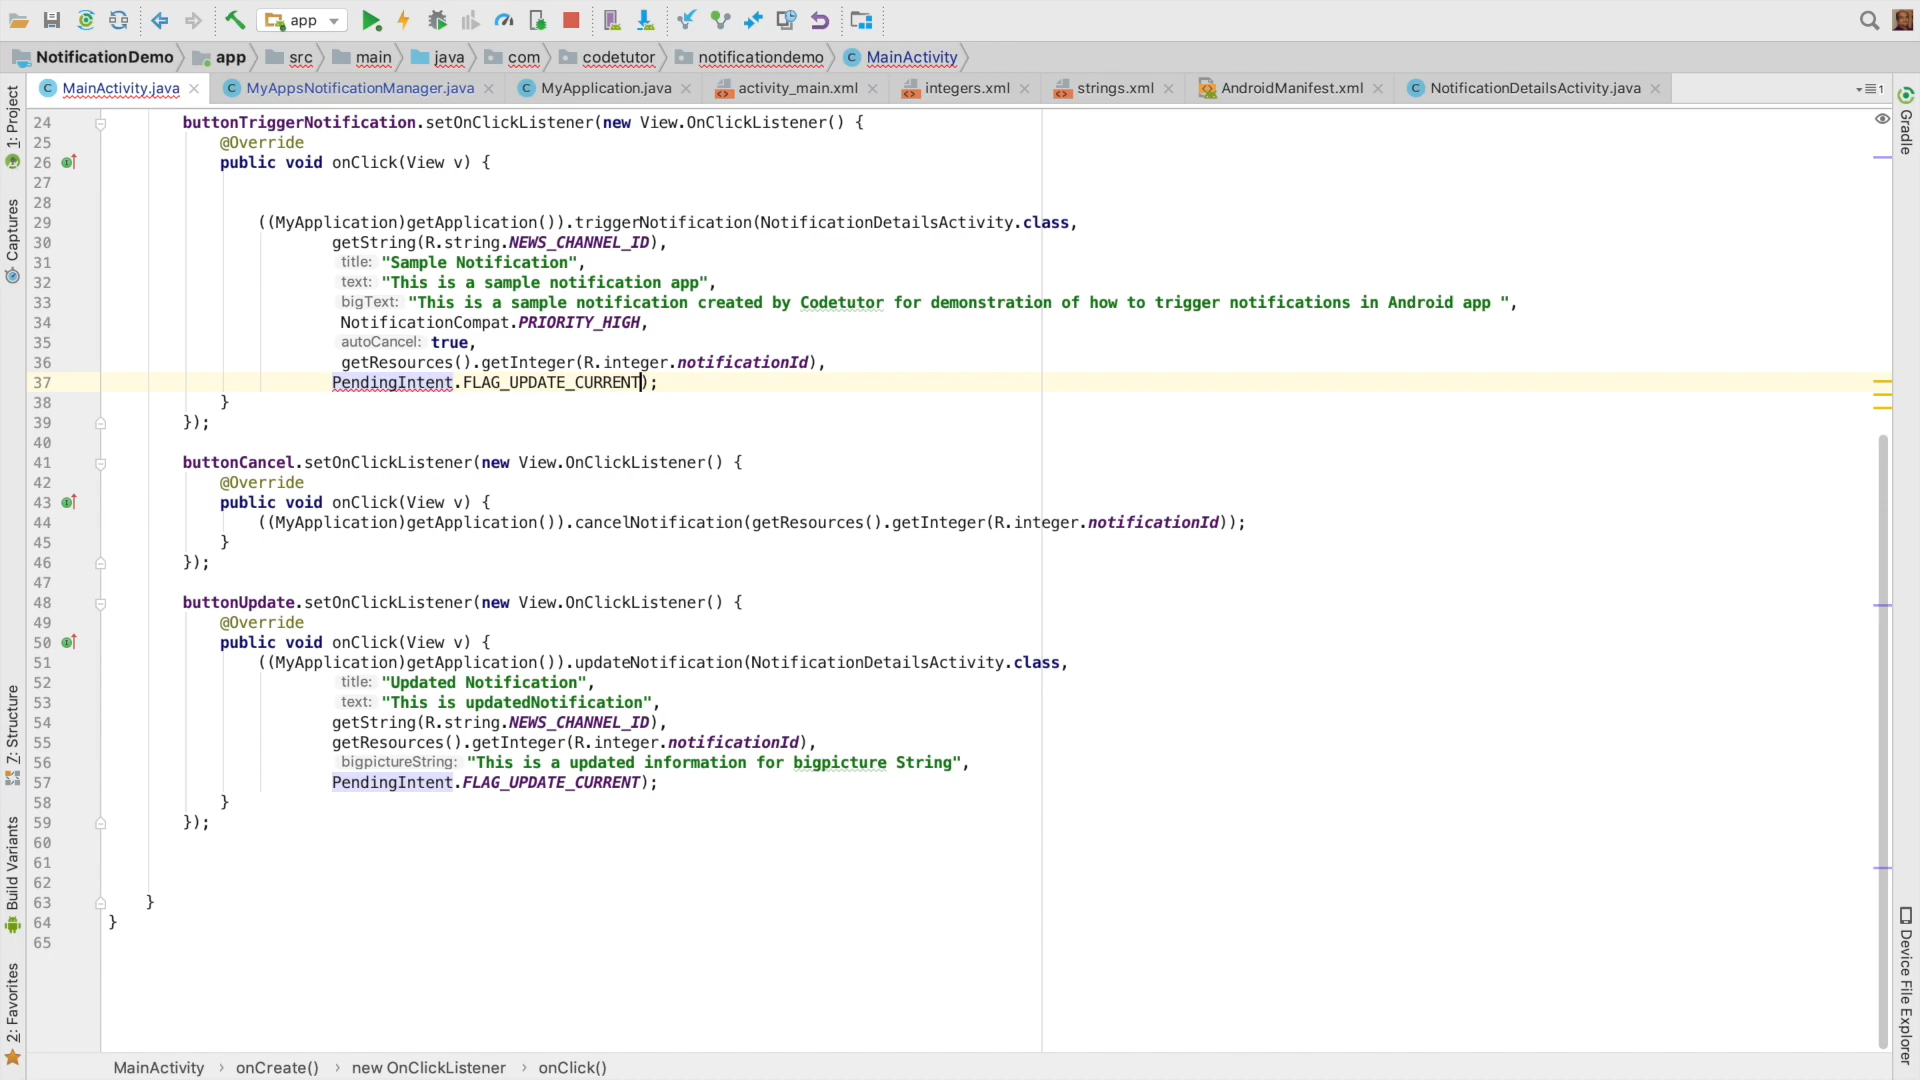 app
NotificationDemo app src main java com codetutor notificationdemo MainActivity
MainActivity.java MyAppsNotificationManager.java MyApplication.java activity_main.xml integers.xml strings.xml AndroidManifest.xml NotificationDetailsActivity.java 1
1: Project
Captures
7: Structure
Build Variants
2: Favorites
Gradle
Device File Explorer
24 buttonTriggerNotification.setOnClickListener(new View.OnClickListener() {
25 @Override
26 public void onClick(View v) {
27
28
29 ((MyApplication)getApplication()).triggerNotification(NotificationDetailsActivity.class,
30 getString(R.string.NEWS_CHANNEL_ID),
31 title: "Sample Notification",
32 text: "This is a sample notification app",
33 bigText: "This is a sample notification created by Codetutor for demonstration of how to trigger notifications in Android app ",
34 NotificationCompat.PRIORITY_HIGH,
35 autoCancel: true,
36 getResources().getInteger(R.integer.notificationId),
37 PendingIntent.FLAG_UPDATE_CURRENT);
38 }
39 });
40
41 buttonCancel.setOnClickListener(new View.OnClickListener() {
42 @Override
43 public void onClick(View v) {
44 ((MyApplication)getApplication()).cancelNotification(getResources().getInteger(R.integer.notificationId));
45 }
46 });
47
48 buttonUpdate.setOnClickListener(new View.OnClickListener() {
49 @Override
50 public void onClick(View v) {
51 ((MyApplication)getApplication()).updateNotification(NotificationDetailsActivity.class,
52 title: "Updated Notification",
53 text: "This is updatedNotification",
54 getString(R.string.NEWS_CHANNEL_ID),
55 getResources().getInteger(R.integer.notificationId),
56 bigpictureString: "This is a updated information for bigpicture String",
57 PendingIntent.FLAG_UPDATE_CURRENT);
58 }
59 });
60
61
62
63 }
64 }
65
MainActivity › onCreate() › new OnClickListener › onClick()